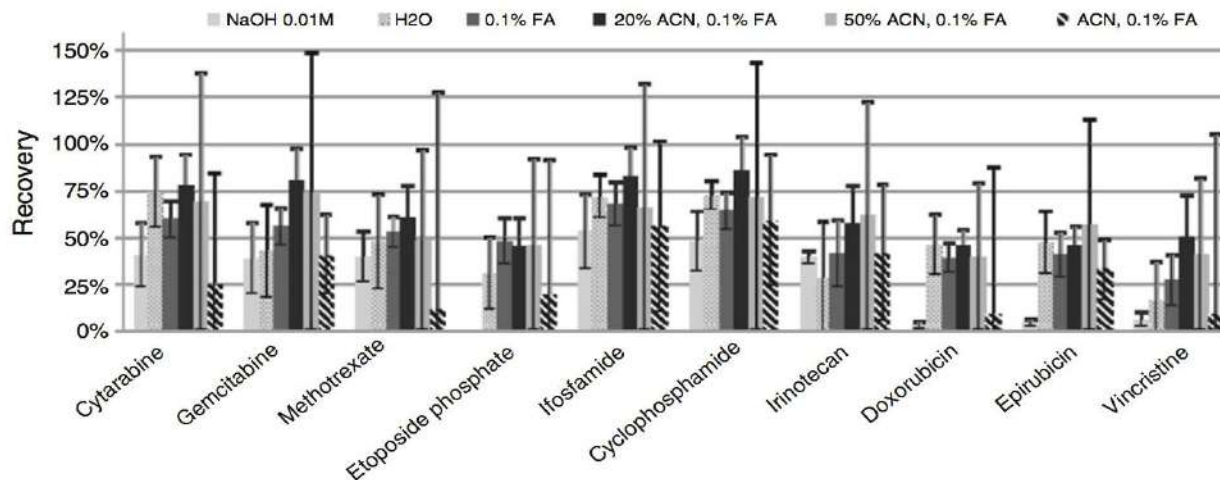 NaOH 0.01M H2O 0.1% FA 20% ACN, 0.1% FA 50% ACN, 0.1% FA ACN, 0.1% FA
150%
125%
100%
75%
50%
25%
0%
Recovery
Cytarabine
Gemcitabine
Methotrexate
Etoposide phosphate
Ifosfamide
Cyclophosphamide
Irinotecan
Doxorubicin
Epirubicin
Vincristine